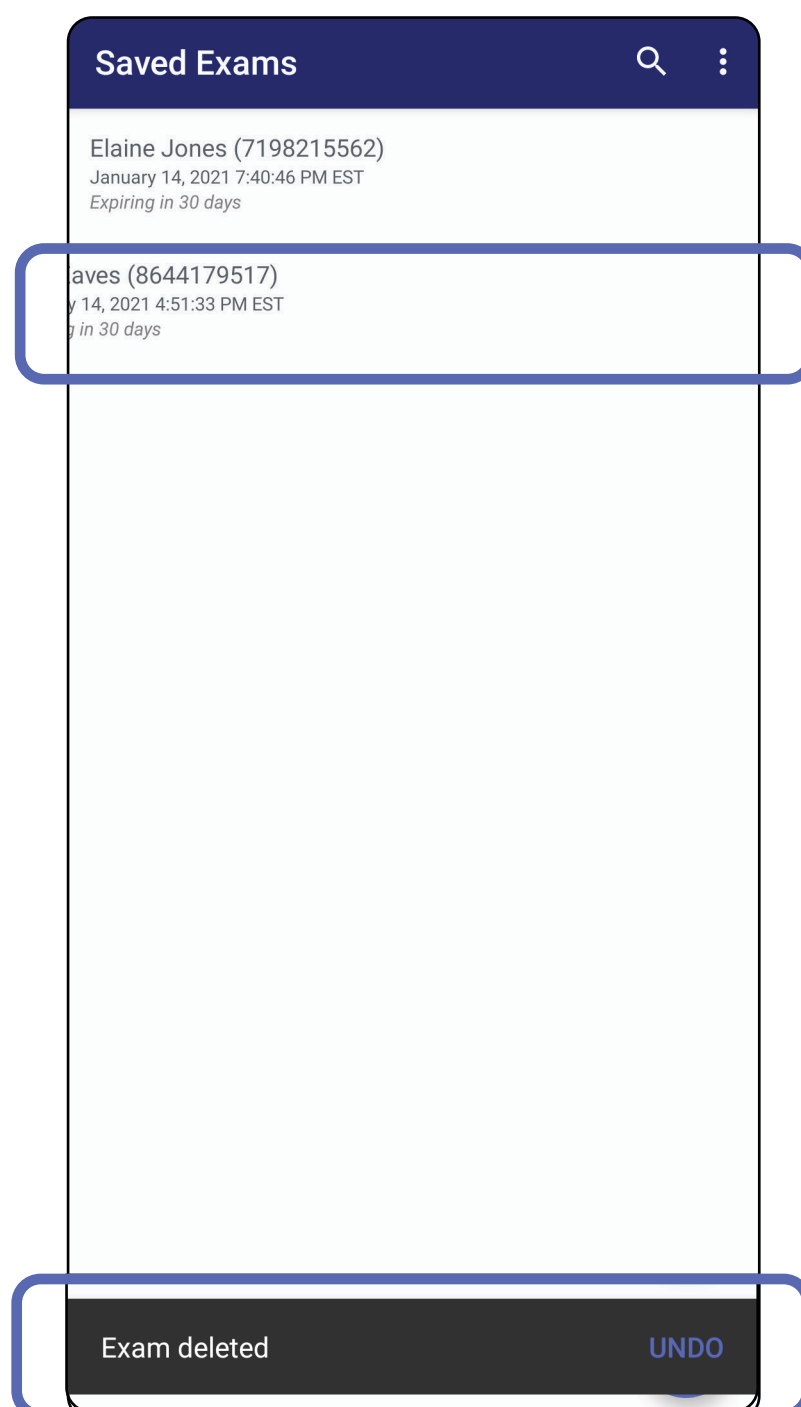 Saved Exams
Elaine Jones (7198215562)
January 14, 2021 7:40:46 PM EST
Expiring in 30 days
aves (8644179517)
y 14, 2021 4:51:33 PM EST
g in 30 days
Exam deleted UNDO